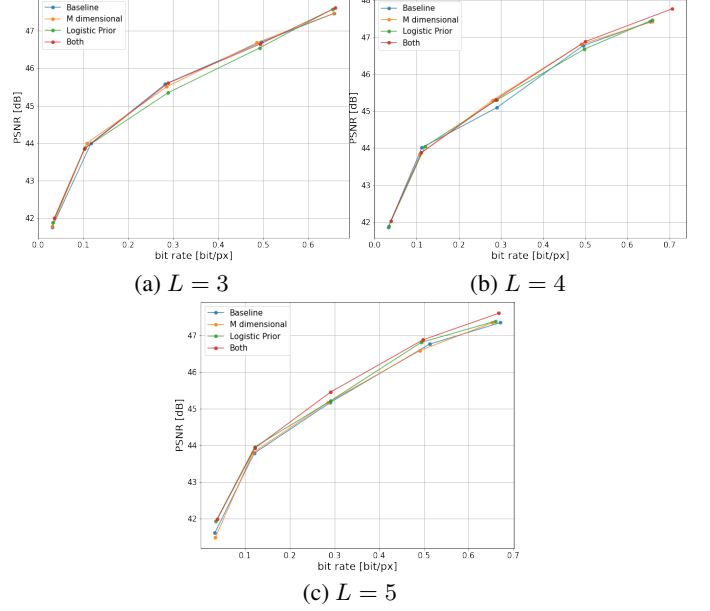 Baseline
M dimensional
Logistic Prior
Both
PSNR [dB]
47
46
45
44
43
42
0.0 0.1 0.2 0.3 0.4 0.5 0.6
bit rate [bit/px]
(a) L = 3
Baseline
M dimensional
Logistic Prior
Both
PSNR [dB]
48
47
46
45
44
43
42
0.0 0.1 0.2 0.3 0.4 0.5 0.6 0.7
bit rate [bit/px]
(b) L = 4
Baseline
M dimensional
Logistic Prior
Both
PSNR [dB]
47
46
45
44
43
42
0.1 0.2 0.3 0.4 0.5 0.6 0.7
bit rate [bit/px]
(c) L = 5